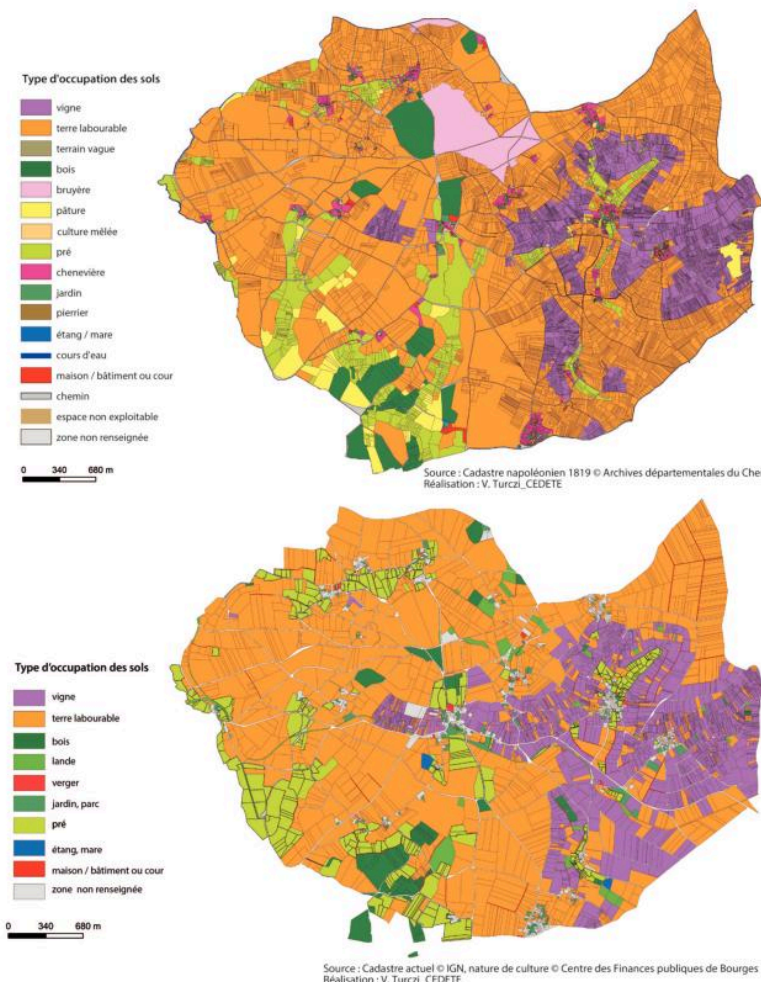 Type d'occupation des sols
vigne
terre labourable
terrain vague
bois
bruyère
pâture
culture mêlée
pré
chenevière
jardin
pierrier
étang / mare
cours d'eau
maison / bâtiment ou cour
chemin
espace non exploitable
zone non renseignée
0 340 680 m
Source : Cadastre napoléonien 1819 © Archives départementales du Che
Réalisation : V. Turczi_CEDETE
Type d'occupation des sols
vigne
terre labourable
bois
lande
verger
jardin, parc
pré
étang, mare
maison / bâtiment ou cour
zone non renseignée
0 340 680 m
Source : Cadastre actuel © IGN, nature de culture © Centre des Finances publiques de Bourges
Réalisation : V. Turczi_CEDETE